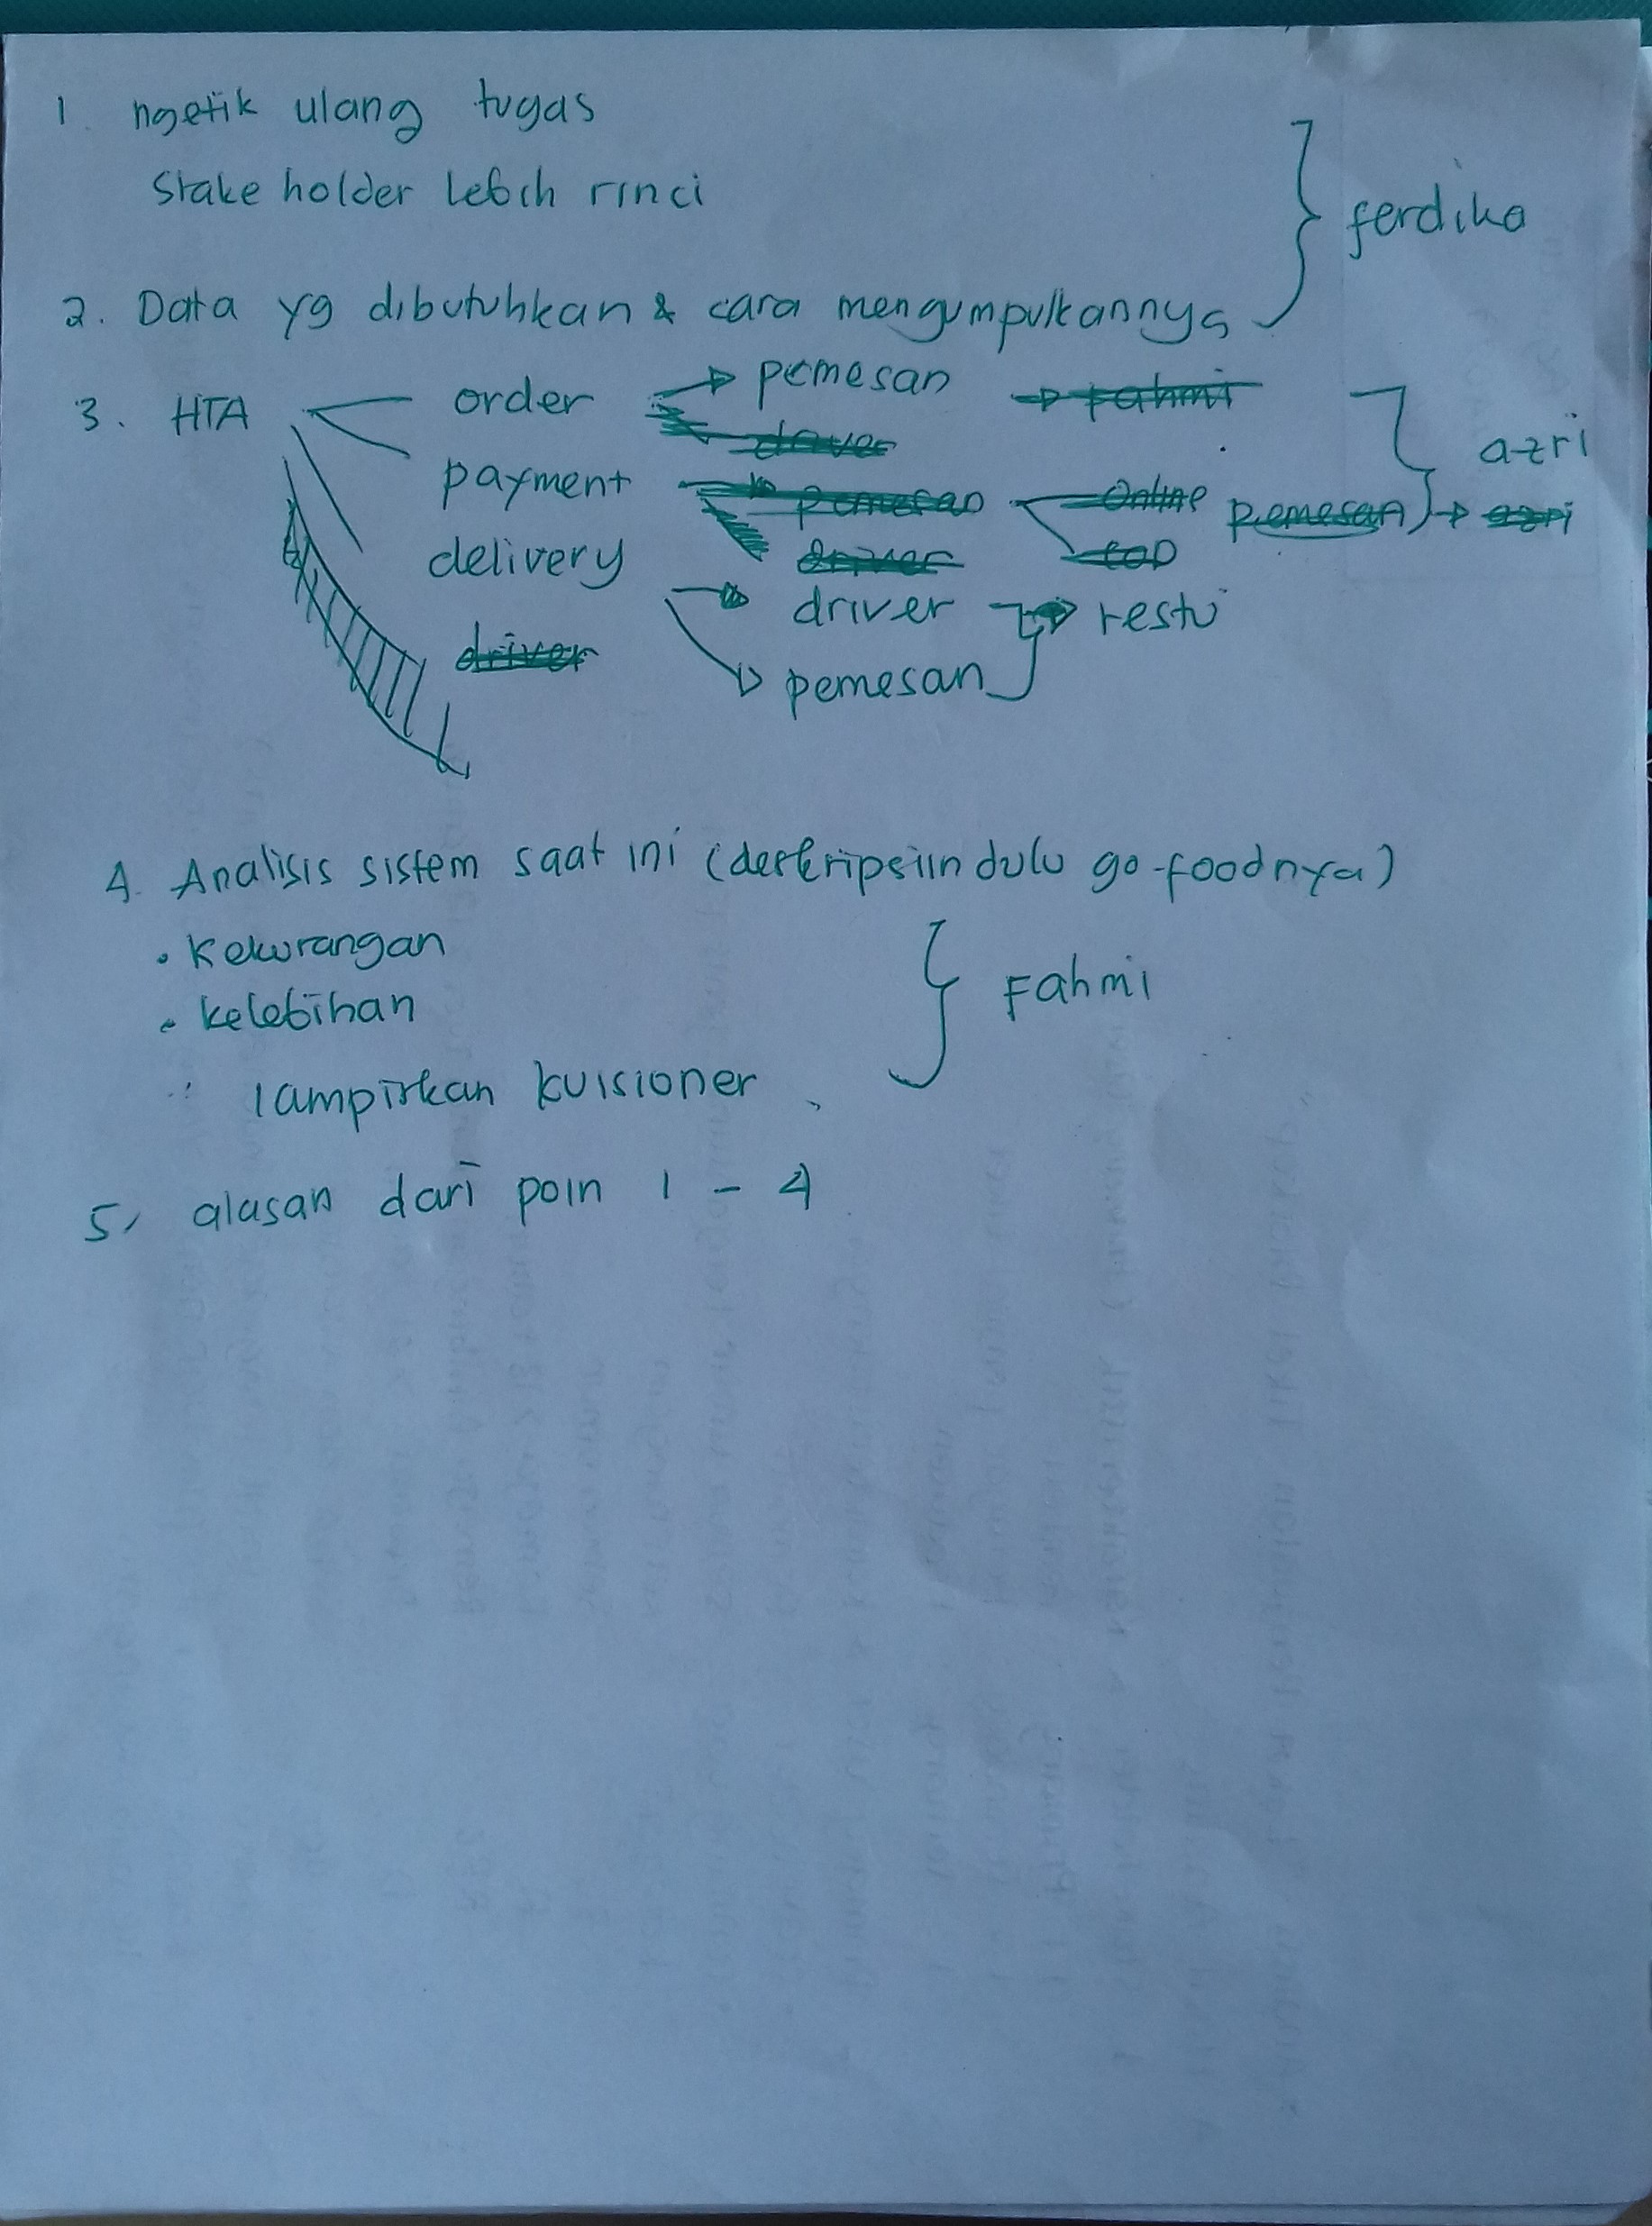 1. ngetik ulang tugas
Stake holder lebih rinci
ferdika
2. Data yg dibutuhkan & cara mengumpulkannya
3. HTA order pemesan fahmi
driver
azri
payment pemesan online pemesan azri
driver COD
delivery driver restu
driver pemesan
4. Analisis sistem saat ini (deskripsiin dulu go-foodnya)
• Kekurangan
• kelebihan
Fahmi
lampirkan kuisioner
5. alasan dari poin 1 - 4